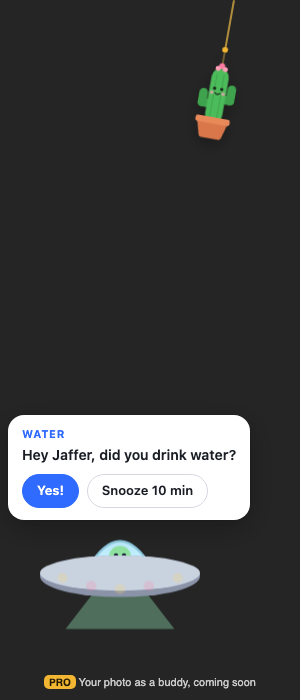 WATER
Hey Jaffer, did you drink water?
Yes! Snooze 10 min
PRO Your photo as a buddy, coming soon